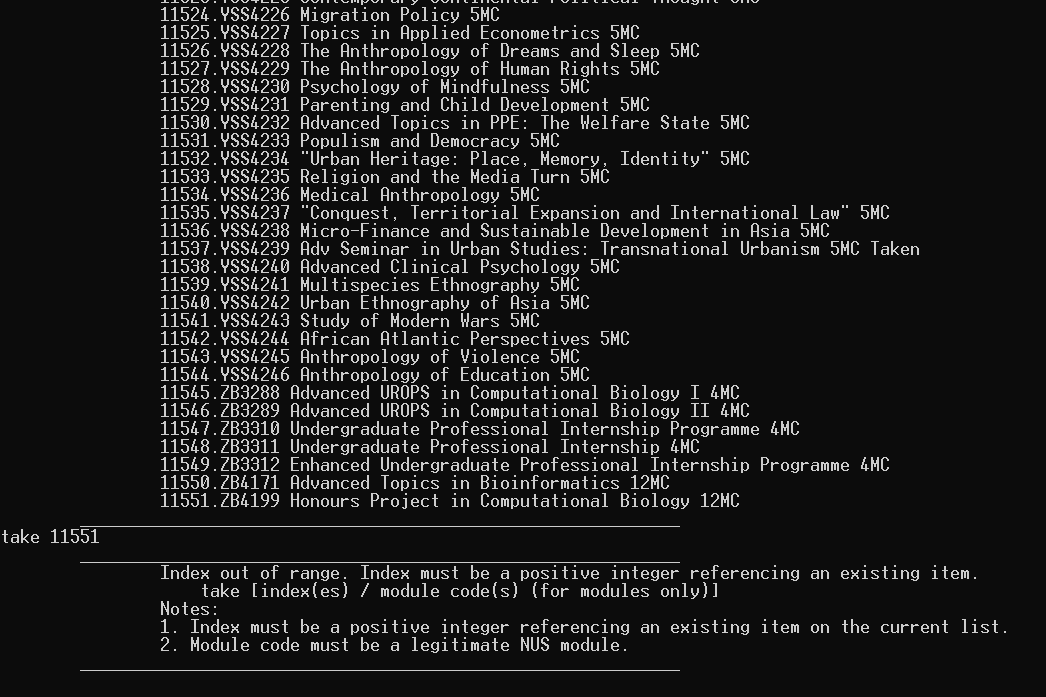 11524.YSS4226 Migration Policy 5MC
11525.YSS4227 Topics in Applied Econometrics 5MC
11526.YSS4228 The Anthropology of Dreams and Sleep 5MC
11527.YSS4229 The Anthropology of Human Rights 5MC
11528.YSS4230 Psychology of Mindfulness 5MC
11529.YSS4231 Parenting and Child Development 5MC
11530.YSS4232 Advanced Topics in PPE: The Welfare State 5MC
11531.YSS4233 Populism and Democracy 5MC
11532.YSS4234 "Urban Heritage: Place, Memory, Identity" 5MC
11533.YSS4235 Religion and the Media Turn 5MC
11534.YSS4236 Medical Anthropology 5MC
11535.YSS4237 "Conquest, Territorial Expansion and International Law" 5MC
11536.YSS4238 Micro-Finance and Sustainable Development in Asia 5MC
11537.YSS4239 Adv Seminar in Urban Studies: Transnational Urbanism 5MC Taken
11538.YSS4240 Advanced Clinical Psychology 5MC
11539.YSS4241 Multispecies Ethnography 5MC
11540.YSS4242 Urban Ethnography of Asia 5MC
11541.YSS4243 Study of Modern Wars 5MC
11542.YSS4244 African Atlantic Perspectives 5MC
11543.YSS4245 Anthropology of Violence 5MC
11544.YSS4246 Anthropology of Education 5MC
11545.ZB3288 Advanced UROPS in Computational Biology I 4MC
11546.ZB3289 Advanced UROPS in Computational Biology II 4MC
11547.ZB3310 Undergraduate Professional Internship Programme 4MC
11548.ZB3311 Undergraduate Professional Internship 4MC
11549.ZB3312 Enhanced Undergraduate Professional Internship Programme 4MC
11550.ZB4171 Advanced Topics in Bioinformatics 12MC
11551.ZB4199 Honours Project in Computational Biology 12MC
take 11551
Index out of range. Index must be a positive integer referencing an existing item.
take [index(es) / module code(s) (for modules only)]
Notes:
1. Index must be a positive integer referencing an existing item on the current list.
2. Module code must be a legitimate NUS module.